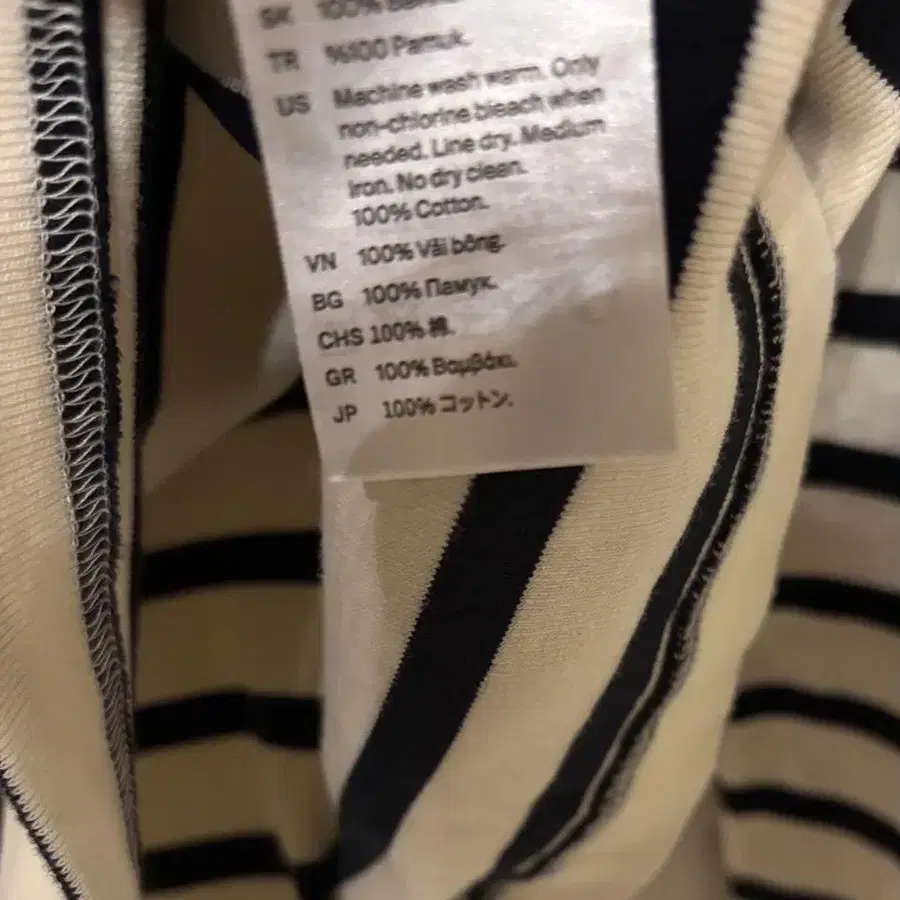 SK 100%
TR %100 Pamuk.
US Machine wash warm. Only
non-chlorine bleach when
needed. Line dry. Medium
iron. No dry clean.
100% Cotton.
VN 100% Vải bông.
BG 100% Памук.
CHS 100% 棉.
GR 100% Βαμβάκι.
JP 100% コットン.